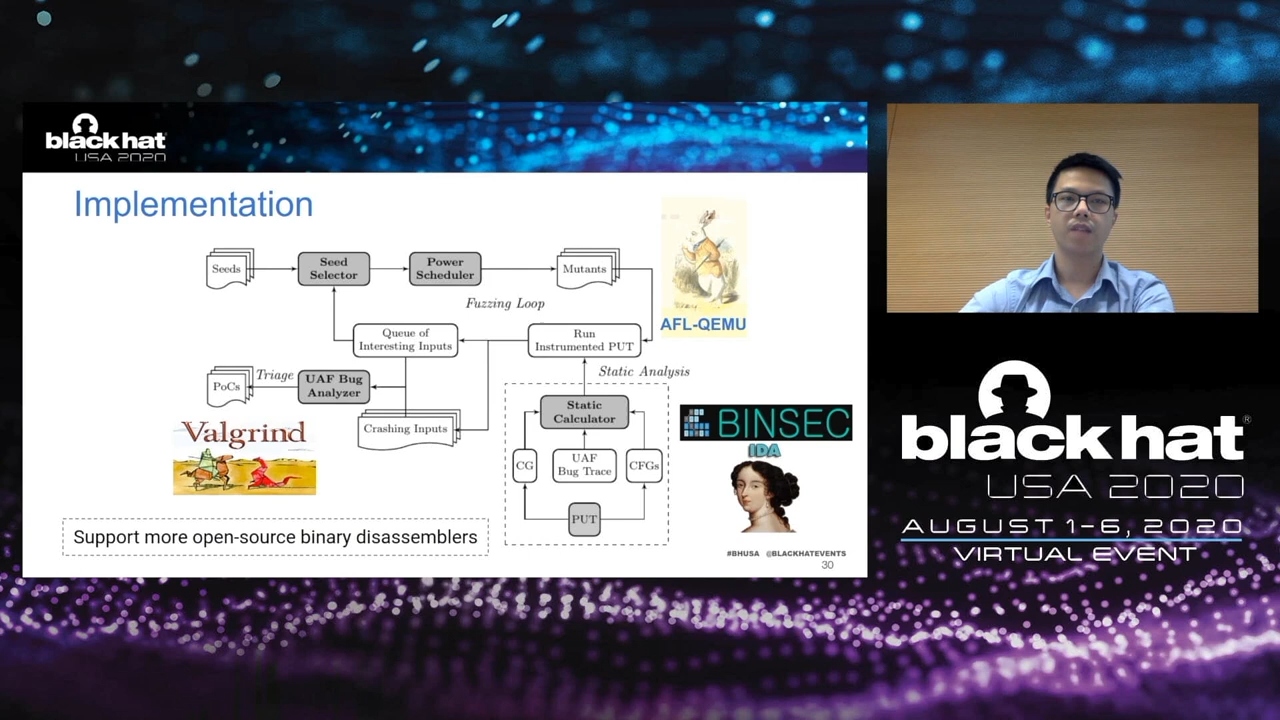 black hat
USA 2020
Implementation
Seeds
Seed
Selector
Power
Scheduler
Mutants
Fuzzing Loop
AFL-QEMU
Queue of
Interesting Inputs
Run
Instrumented PUT
Static Analysis
PoCs
Triage
UAF Bug
Analyzer
Static
Calculator
Crashing Inputs
BINSEC
IDA
Valgrind
CG
UAF
Bug Trace
CFGs
PUT
Support more open-source binary disassemblers
#BHUSA @BLACKHATEVENTS
30
black hat®
USA 2020
AUGUST 1-6, 2020
VIRTUAL EVENT